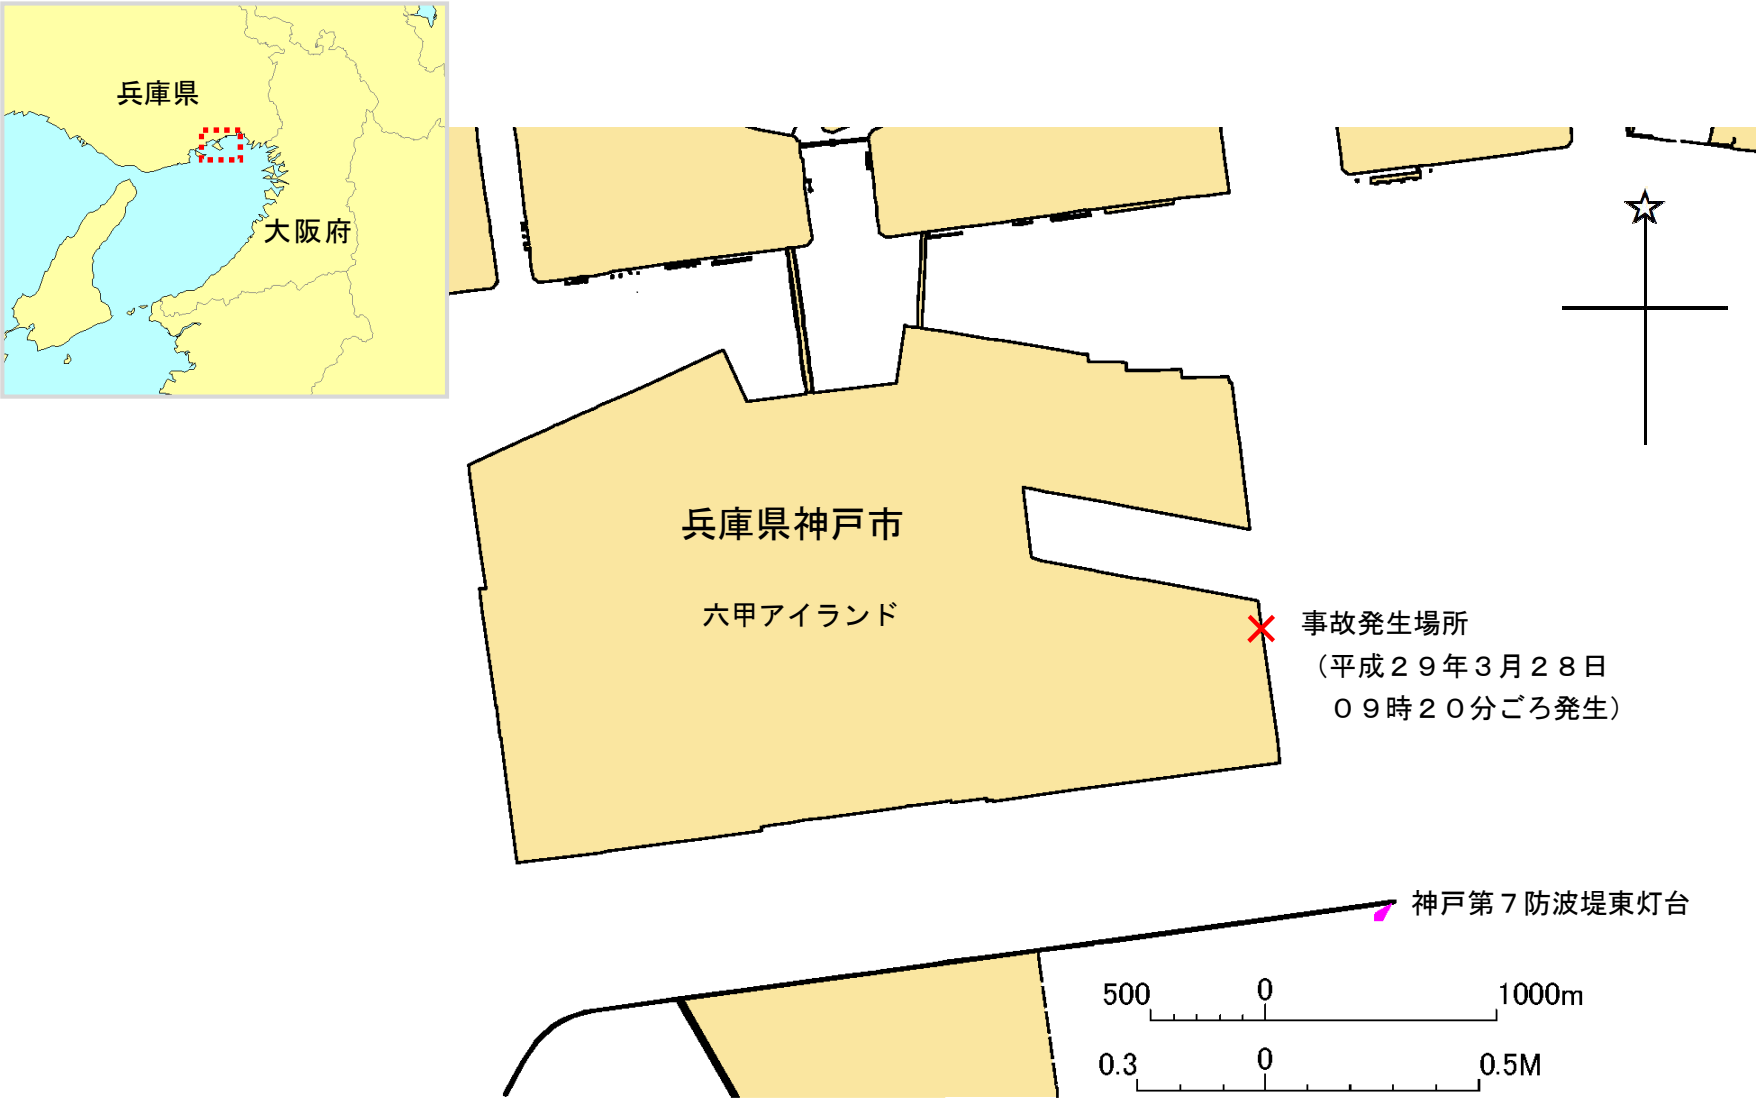 兵庫県
大阪府
兵庫県神戸市
六甲アイランド
事故発生場所
（平成２９年３月２８日
０９時２０分ごろ発生）
神戸第７防波堤東灯台
500 0 1000m
0.3 0 0.5M